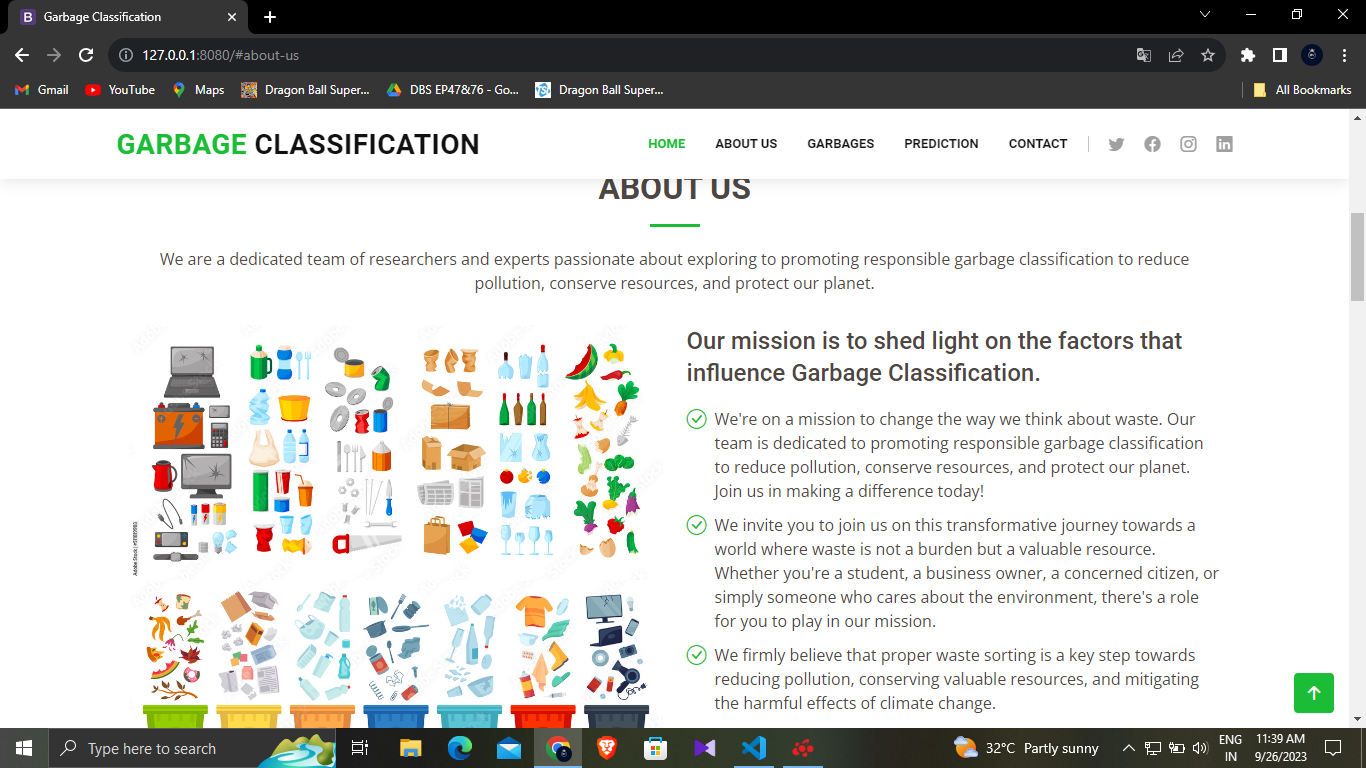 Garbage Classification
127.0.0.1:8080/#about-us
Gmail
YouTube
Maps
Dragon Ball Super...
DBS EP47&76 - Go...
Dragon Ball Super...
All Bookmarks
GARBAGE CLASSIFICATION
HOME
ABOUT US
GARBAGES
PREDICTION
CONTACT
ABOUT US
We are a dedicated team of researchers and experts passionate about exploring to promoting responsible garbage classification to reduce
pollution, conserve resources, and protect our planet.
Our mission is to shed light on the factors that
influence Garbage Classification.
We're on a mission to change the way we think about waste. Our
team is dedicated to promoting responsible garbage classification
to reduce pollution, conserve resources, and protect our planet.
Join us in making a difference today!
We invite you to join us on this transformative journey towards a
world where waste is not a burden but a valuable resource.
Whether you're a student, a business owner, a concerned citizen, or
simply someone who cares about the environment, there's a role
for you to play in our mission.
We firmly believe that proper waste sorting is a key step towards
reducing pollution, conserving valuable resources, and mitigating
the harmful effects of climate change.
Type here to search
32°C Partly sunny
ENG
IN
11:39 AM
9/26/2023